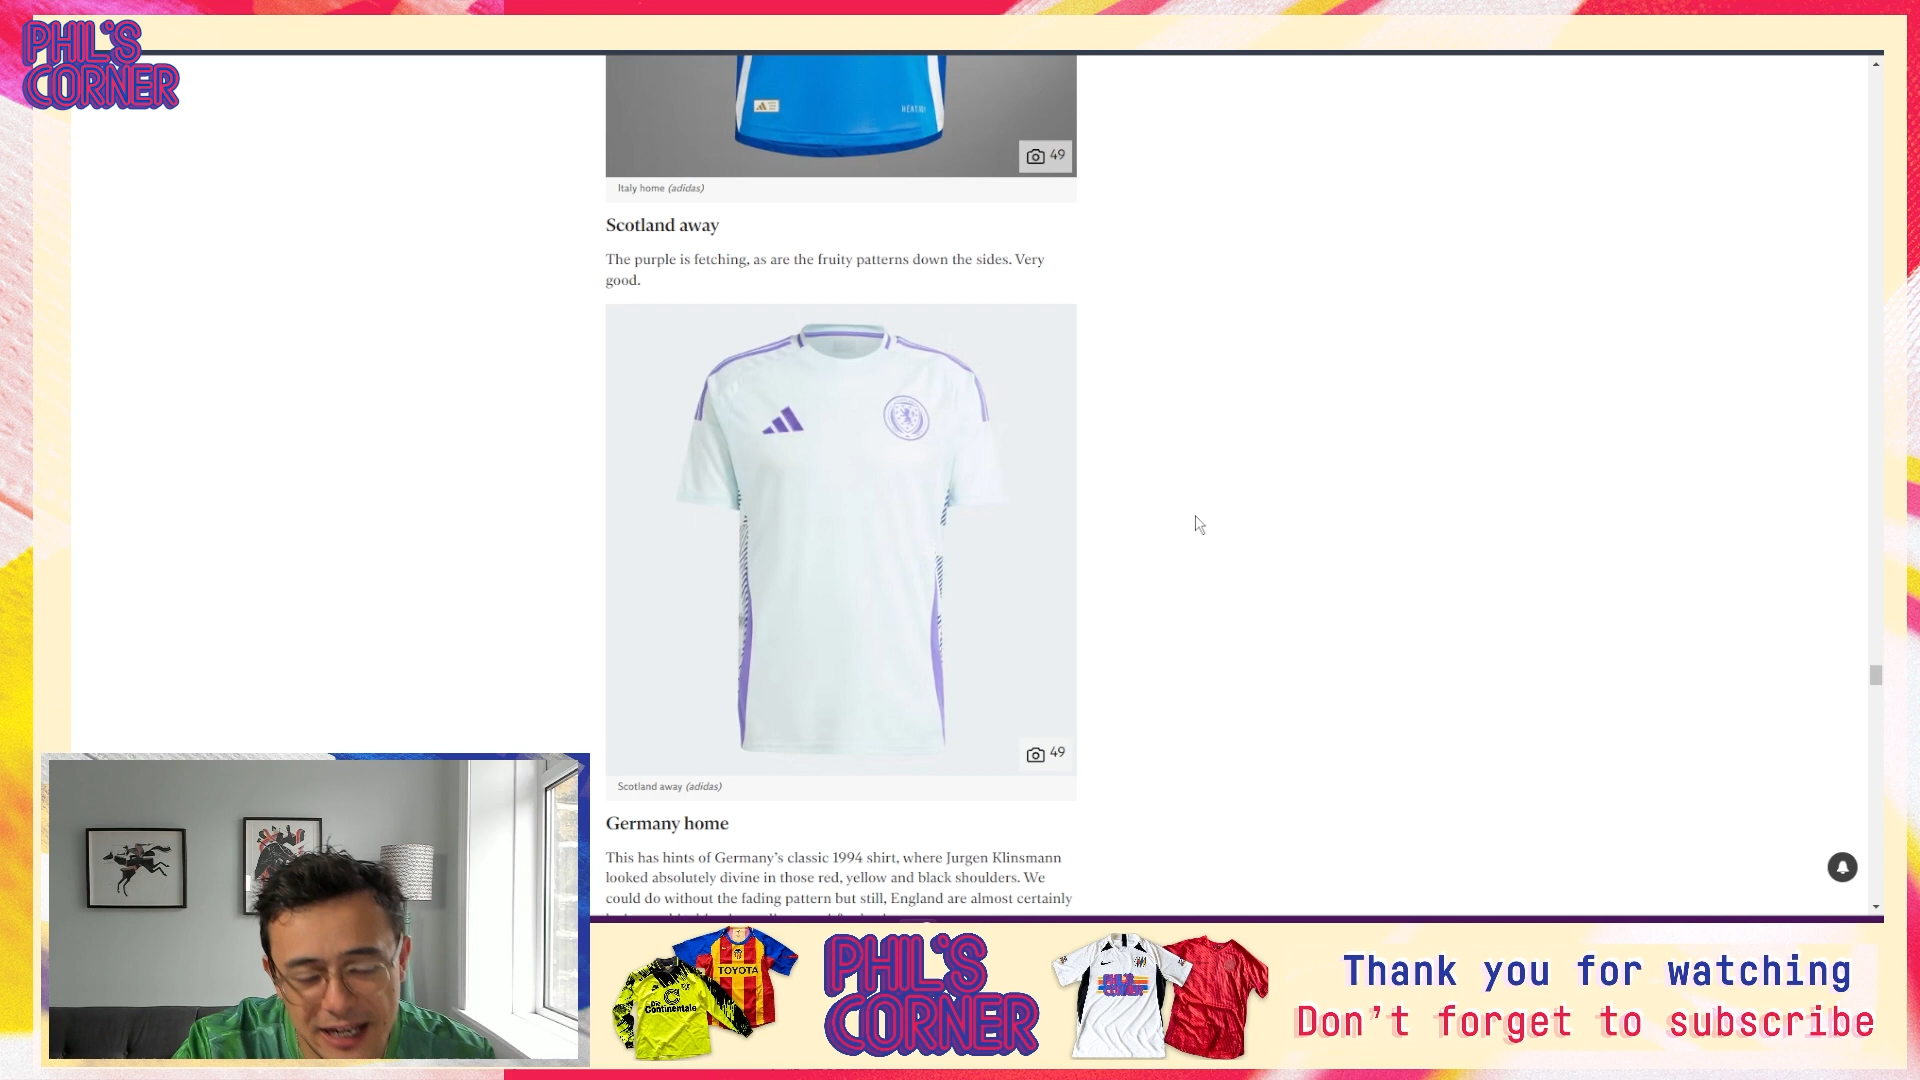 PHIL'S
CORNER
49
Italy home (adidas)
Scotland away
The purple is fetching, as are the fruity patterns down the sides. Very
good.
49
Scotland away (adidas)
Germany home
This has hints of Germany's classic 1994 shirt, where Jurgen Klinsmann
looked absolutely divine in those red, yellow and black shoulders. We
could do without the fading pattern but still, England are almost certainly
Die
Continentale
TOYOTA
PHIL'S
CORNER
PHIL'S
CORNER
Thank you for watching
Don't forget to subscribe